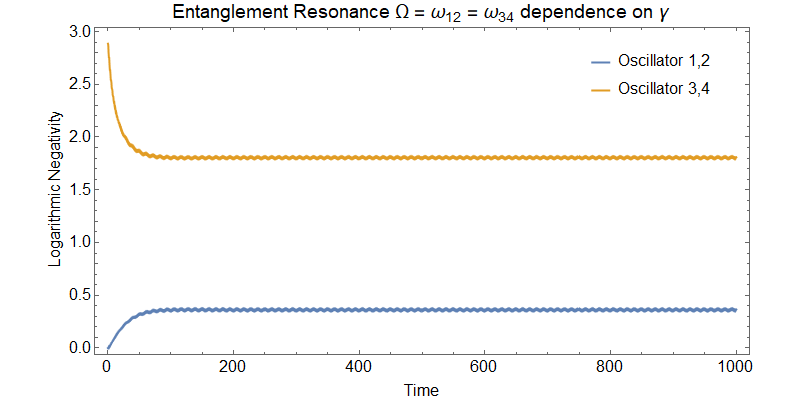 Entanglement Resonance Ω = ω₁₂ = ω₃₄ dependence on γ
Oscillator 1,2
Oscillator 3,4
Logarithmic Negativity
3.0
2.5
2.0
1.5
1.0
0.5
0.0
0 200 400 600 800 1000
Time